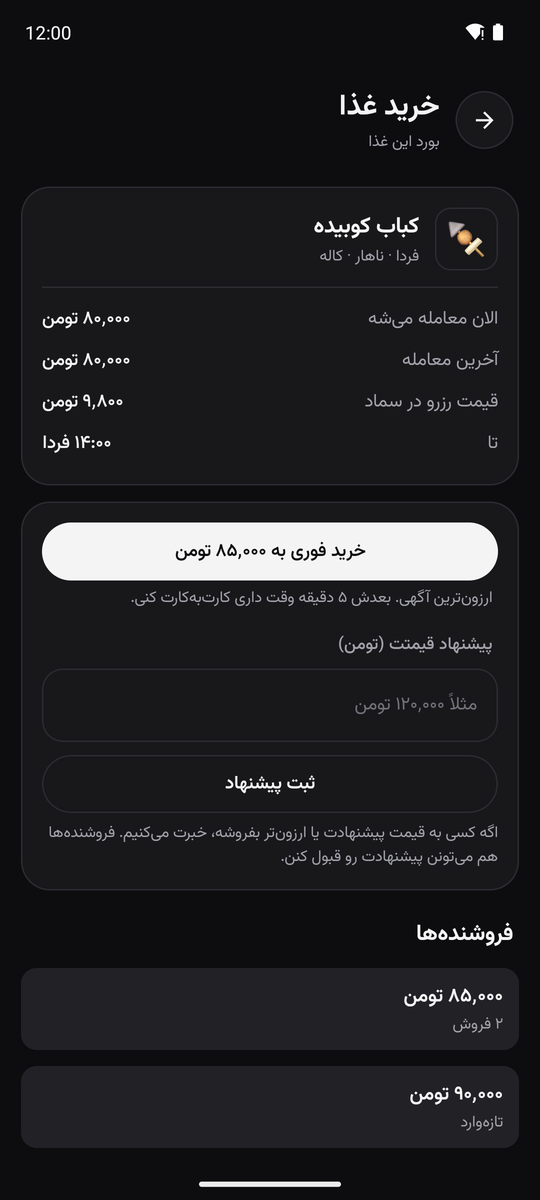 12:00
خرید غذا
بورد این غذا
کباب کوبیده
فردا · ناهار · کاله
الان معامله می‌شه
۸۰,۰۰۰ تومن
آخرین معامله
۸۰,۰۰۰ تومن
قیمت رزرو در سماد
۹,۸۰۰ تومن
تا
۱۴:۰۰ فردا
خرید فوری به ۸۵,۰۰۰ تومن
ارزون‌ترین آگهی. بعدش ۵ دقیقه وقت داری کارت‌به‌کارت کنی.
پیشنهاد قیمتت (تومن)
مثلاً ۱۲۰,۰۰۰ تومن
ثبت پیشنهاد
اگه کسی به قیمت پیشنهادت یا ارزون‌تر بفروشه، خبرت می‌کنیم. فروشنده‌ها
هم می‌تونن پیشنهادت رو قبول کنن.
فروشنده‌ها
۸۵,۰۰۰ تومن
۲ فروش
۹۰,۰۰۰ تومن
تازه‌وارد